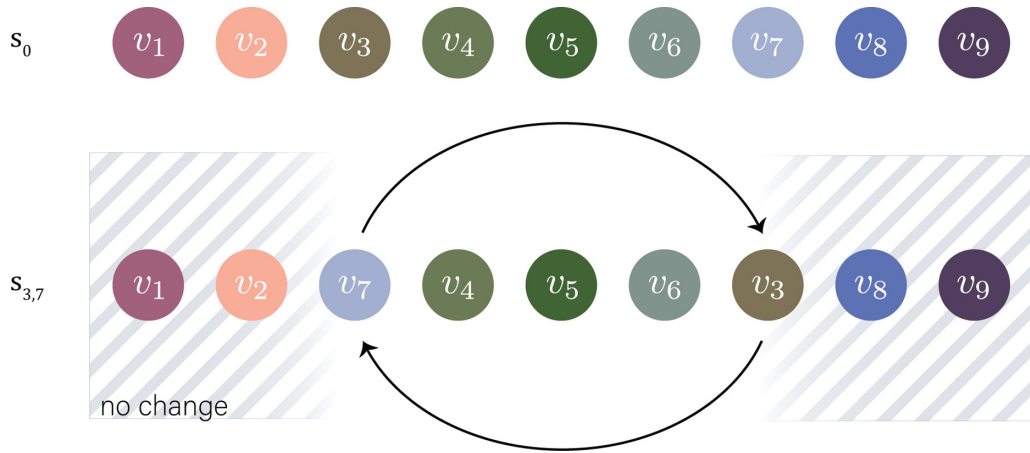 s₀ v₁ v₂ v₃ v₄ v₅ v₆ v₇ v₈ v₉
s₃,₇ v₁ v₂ v₇ v₄ v₅ v₆ v₃ v₈ v₉
no change